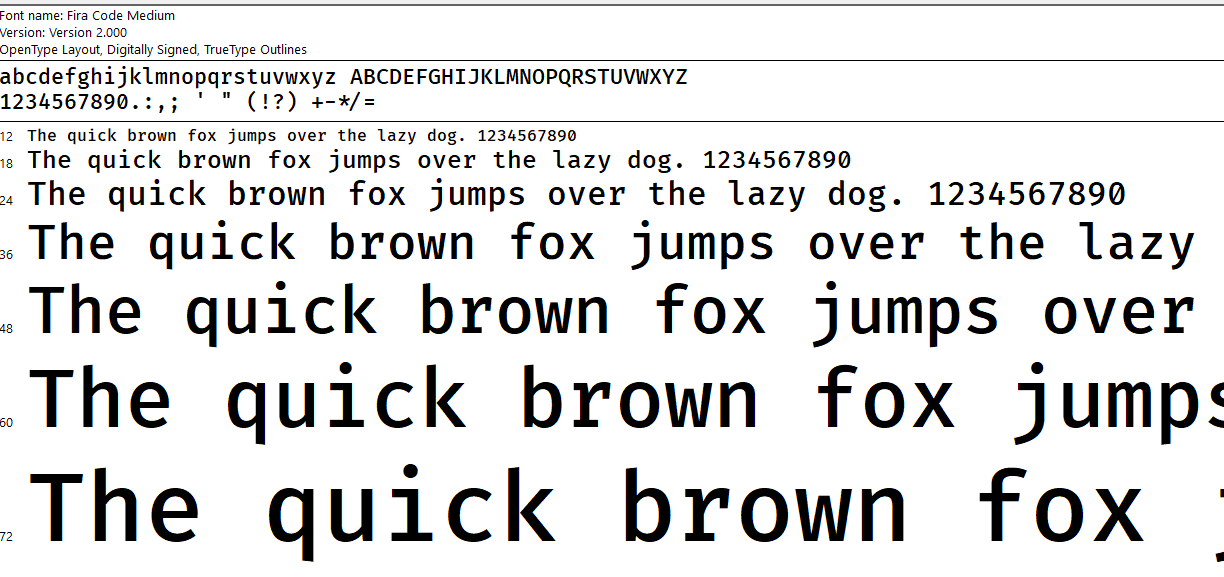 Font name: Fira Code Medium
Version: Version 2.000
OpenType Layout, Digitally Signed, TrueType Outlines
abcdefghijklmnopqrstuvwxyz ABCDEFGHIJKLMNOPQRSTUVWXYZ
1234567890.:,; ' " (!?) +-*/=
12 The quick brown fox jumps over the lazy dog. 1234567890
18 The quick brown fox jumps over the lazy dog. 1234567890
24 The quick brown fox jumps over the lazy dog. 1234567890
36 The quick brown fox jumps over the lazy
48 The quick brown fox jumps over
60 The quick brown fox jumps
72 The quick brown fox j